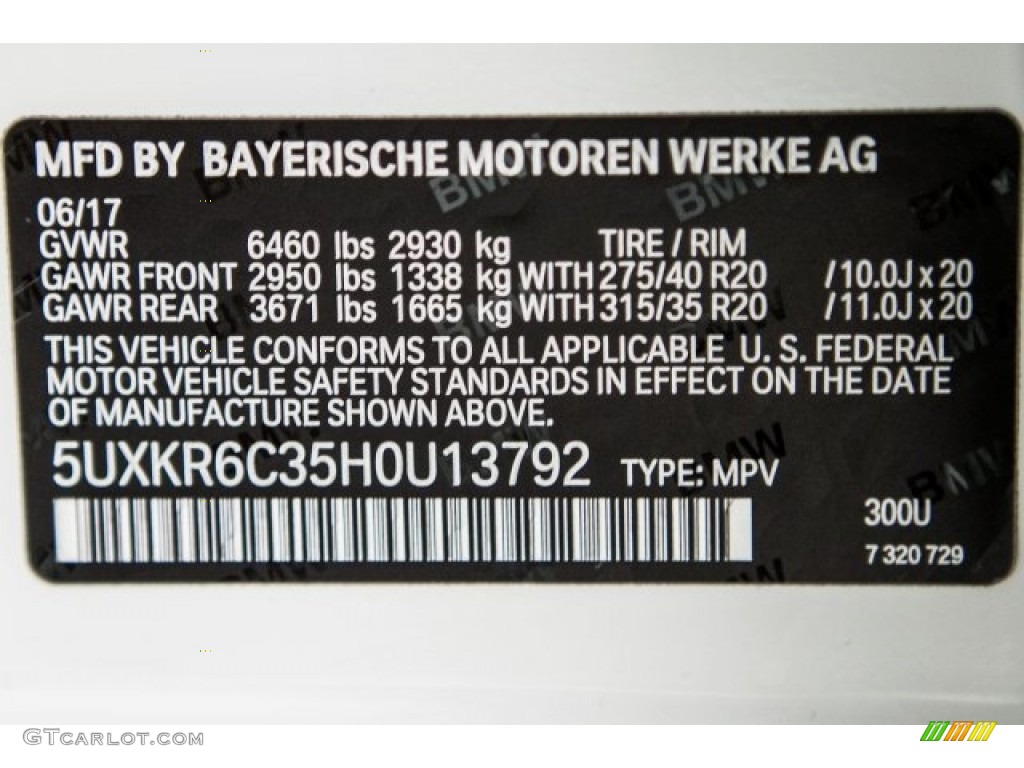 MFD BY BAYERISCHE MOTOREN WERKE AG
06/17
GVWR 6460 lbs 2930 kg TIRE / RIM
GAWR FRONT 2950 lbs 1338 kg WITH 275/40 R20 /10.0J x 20
GAWR REAR 3671 lbs 1665 kg WITH 315/35 R20 /11.0J x 20
THIS VEHICLE CONFORMS TO ALL APPLICABLE U. S. FEDERAL
MOTOR VEHICLE SAFETY STANDARDS IN EFFECT ON THE DATE
OF MANUFACTURE SHOWN ABOVE.
5UXKR6C35H0U13792 TYPE: MPV
300U
7 320 729
GTCarlot.com